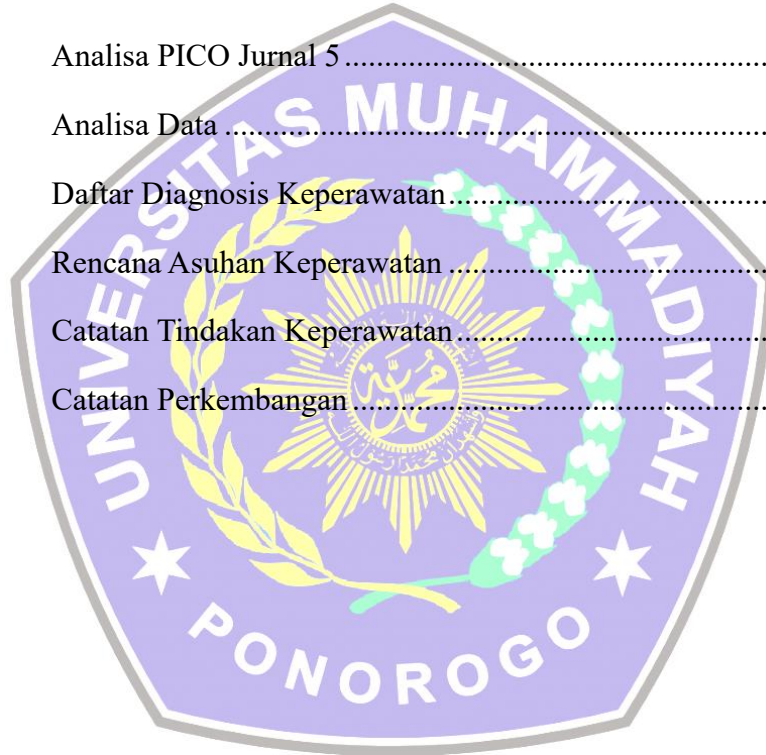 Analisa PICO Jurnal 5
Analisa Data
Daftar Diagnosis Keperawatan
Rencana Asuhan Keperawatan
Catatan Tindakan Keperawatan
Catatan Perkembangan
UNIVERSITAS MUHAMMADIYAH
PONOROGO
محمدية